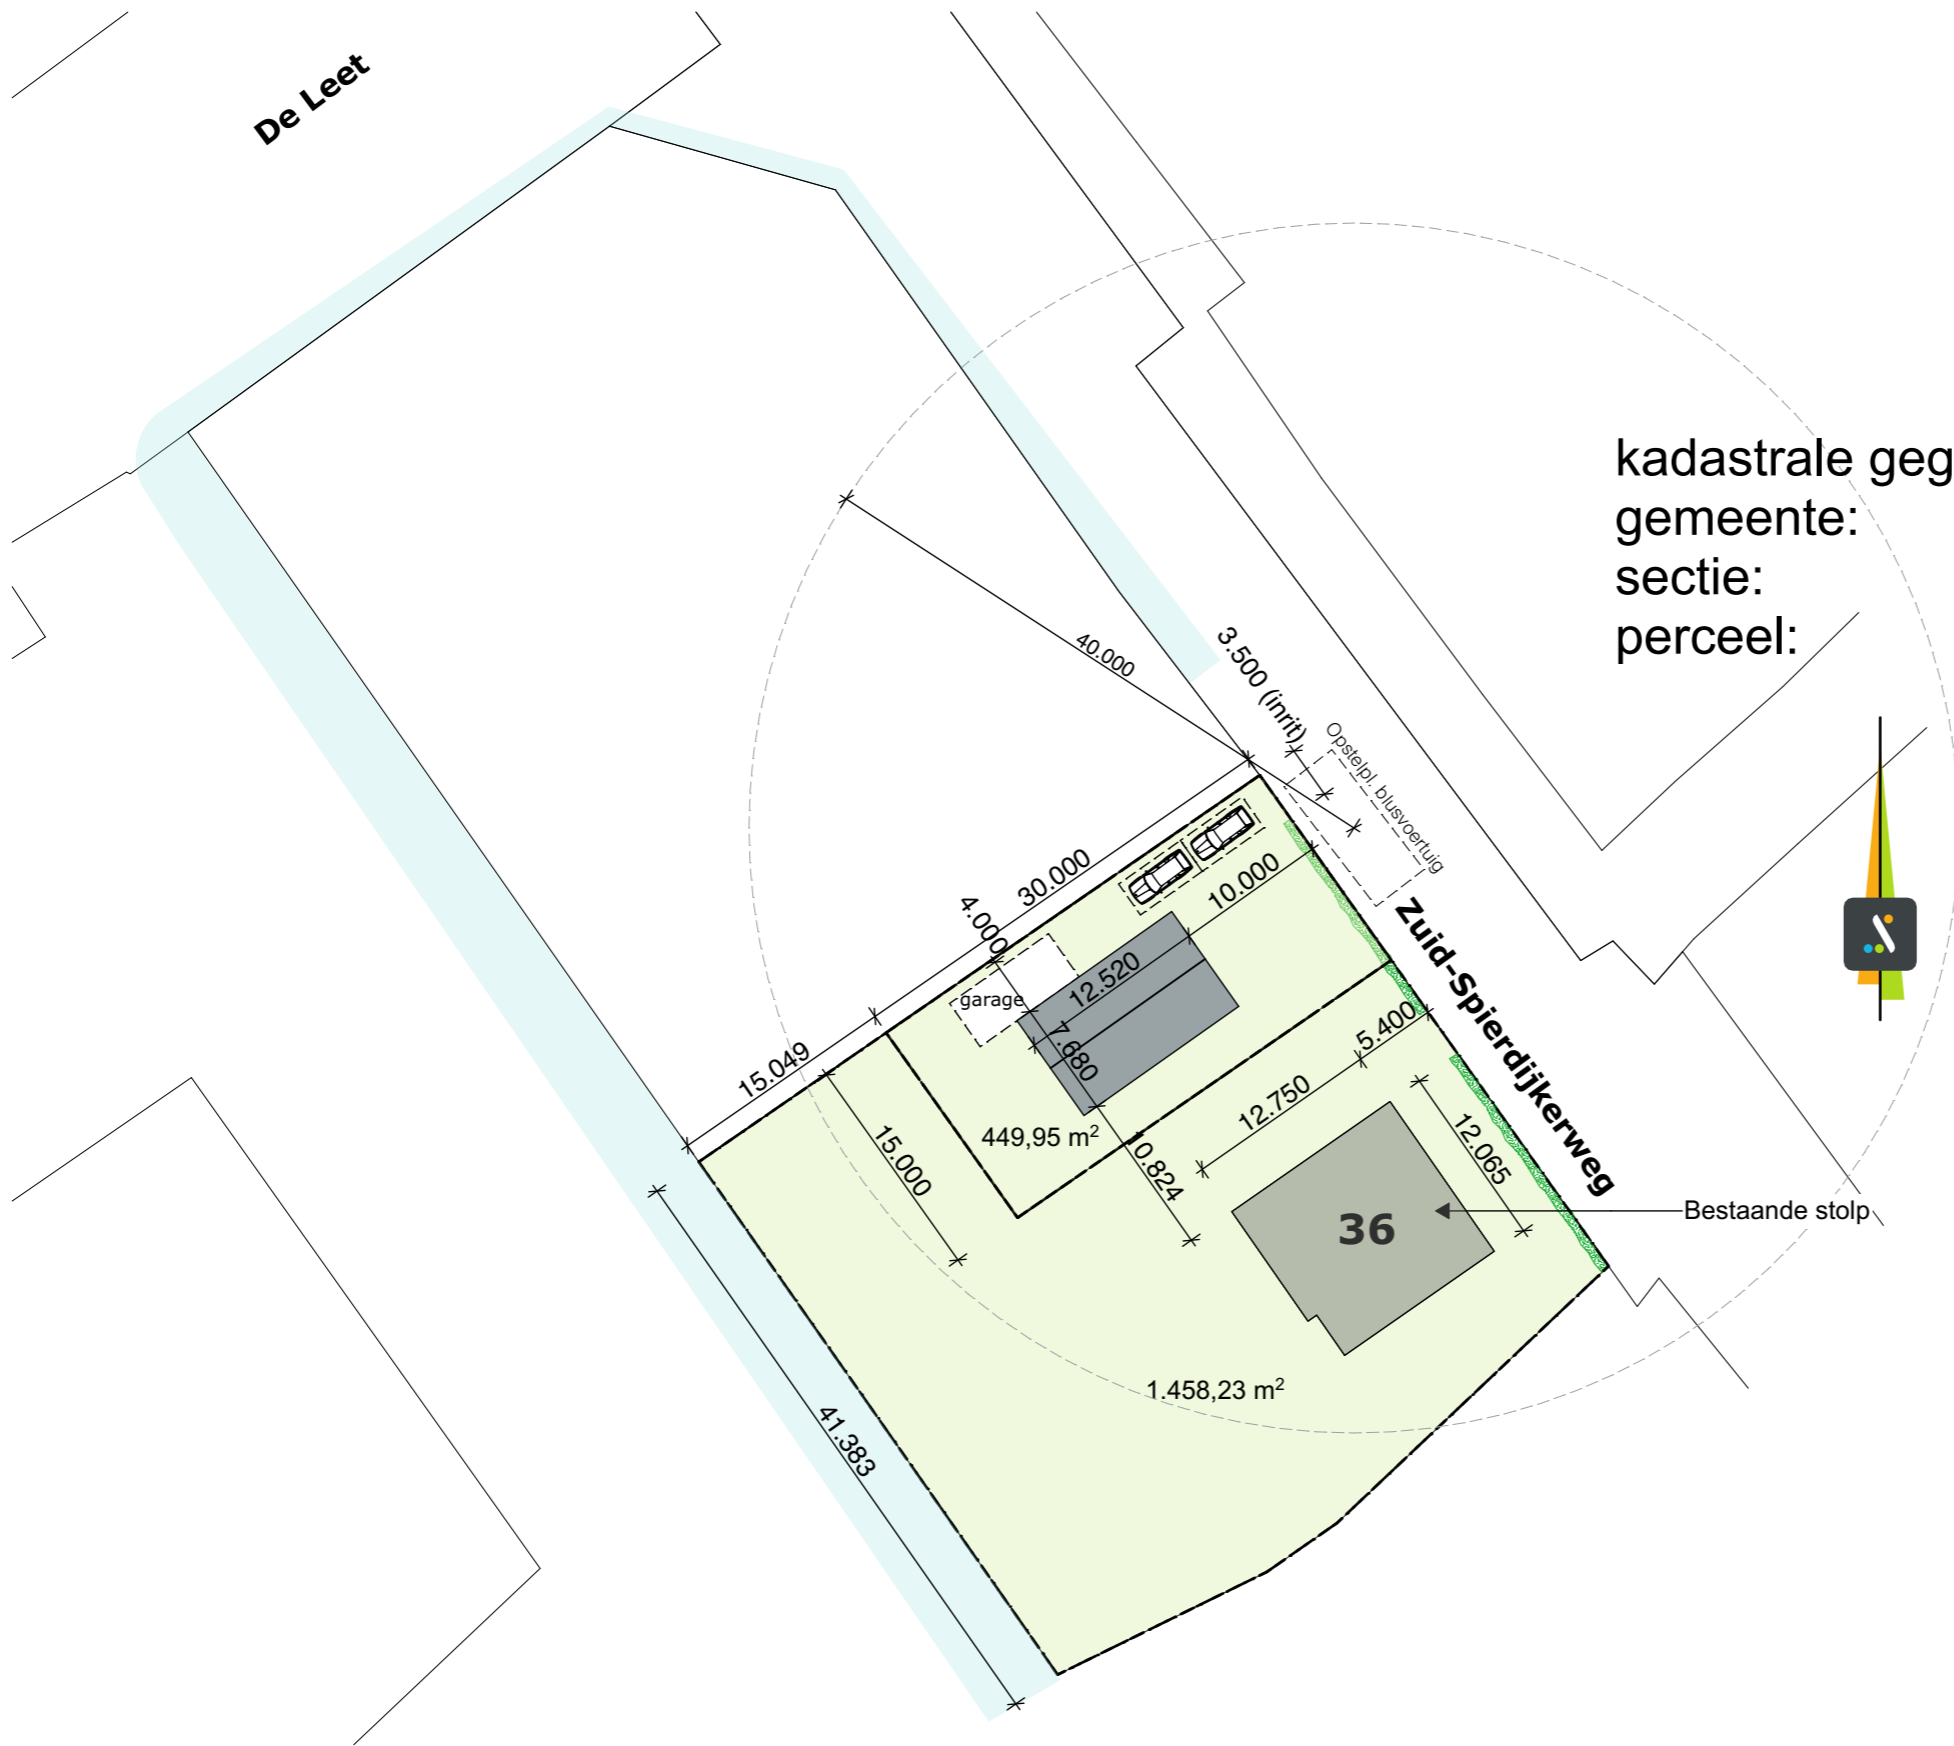 De Leet
kadastrale geg
gemeente:
sectie:
perceel:
40.000
3.500 (inrit)
Opstelpl. blusvoertuig
30.000
10.000
4.000
12.520
garage
7.680
Zuid-Spierdijkerweg
5.400
15.049
12.750
15.000
449,95 m²
10.824
12.065
36
Bestaande stolp
1.458,23 m²
41.383